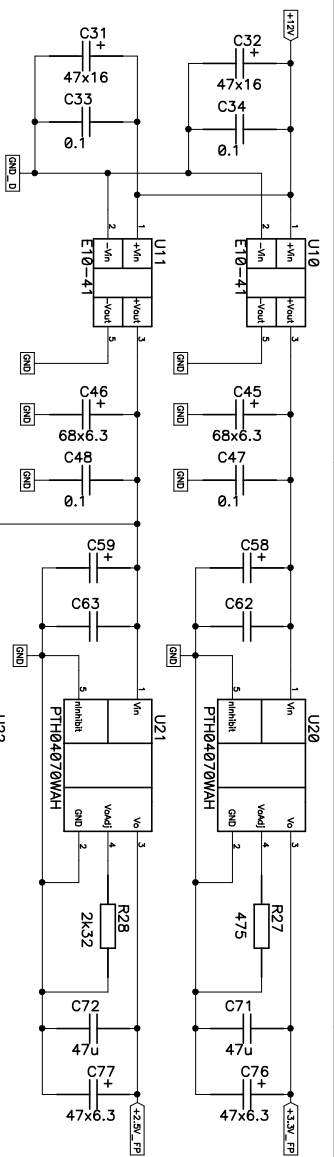 +12V
C31
+
47x16
C33
0.1
C32
+
47x16
C34
0.1
GND_D
U11
1
2
+Vin
-Vin
E10-41
+Vout
-Vout
3
5
U10
1
2
+Vin
-Vin
E10-41
+Vout
-Vout
3
5
GND
GND
C46
+
68x6.3
C48
0.1
GND
GND
C45
+
68x6.3
C47
0.1
GND
GND
C59
+
C63
C58
+
C62
GND
GND
U21
1
5
Vin
nInhibit
PTH04070WAH
GND
VoAdj
Vo
2
4
3
U20
1
5
Vin
nInhibit
PTH04070WAH
GND
VoAdj
Vo
2
4
3
R28
2k32
R27
475
C72
47u
C77
+
47x6.3
C71
47u
C76
+
47x6.3
+2.5V_FP
+3.3V_FP